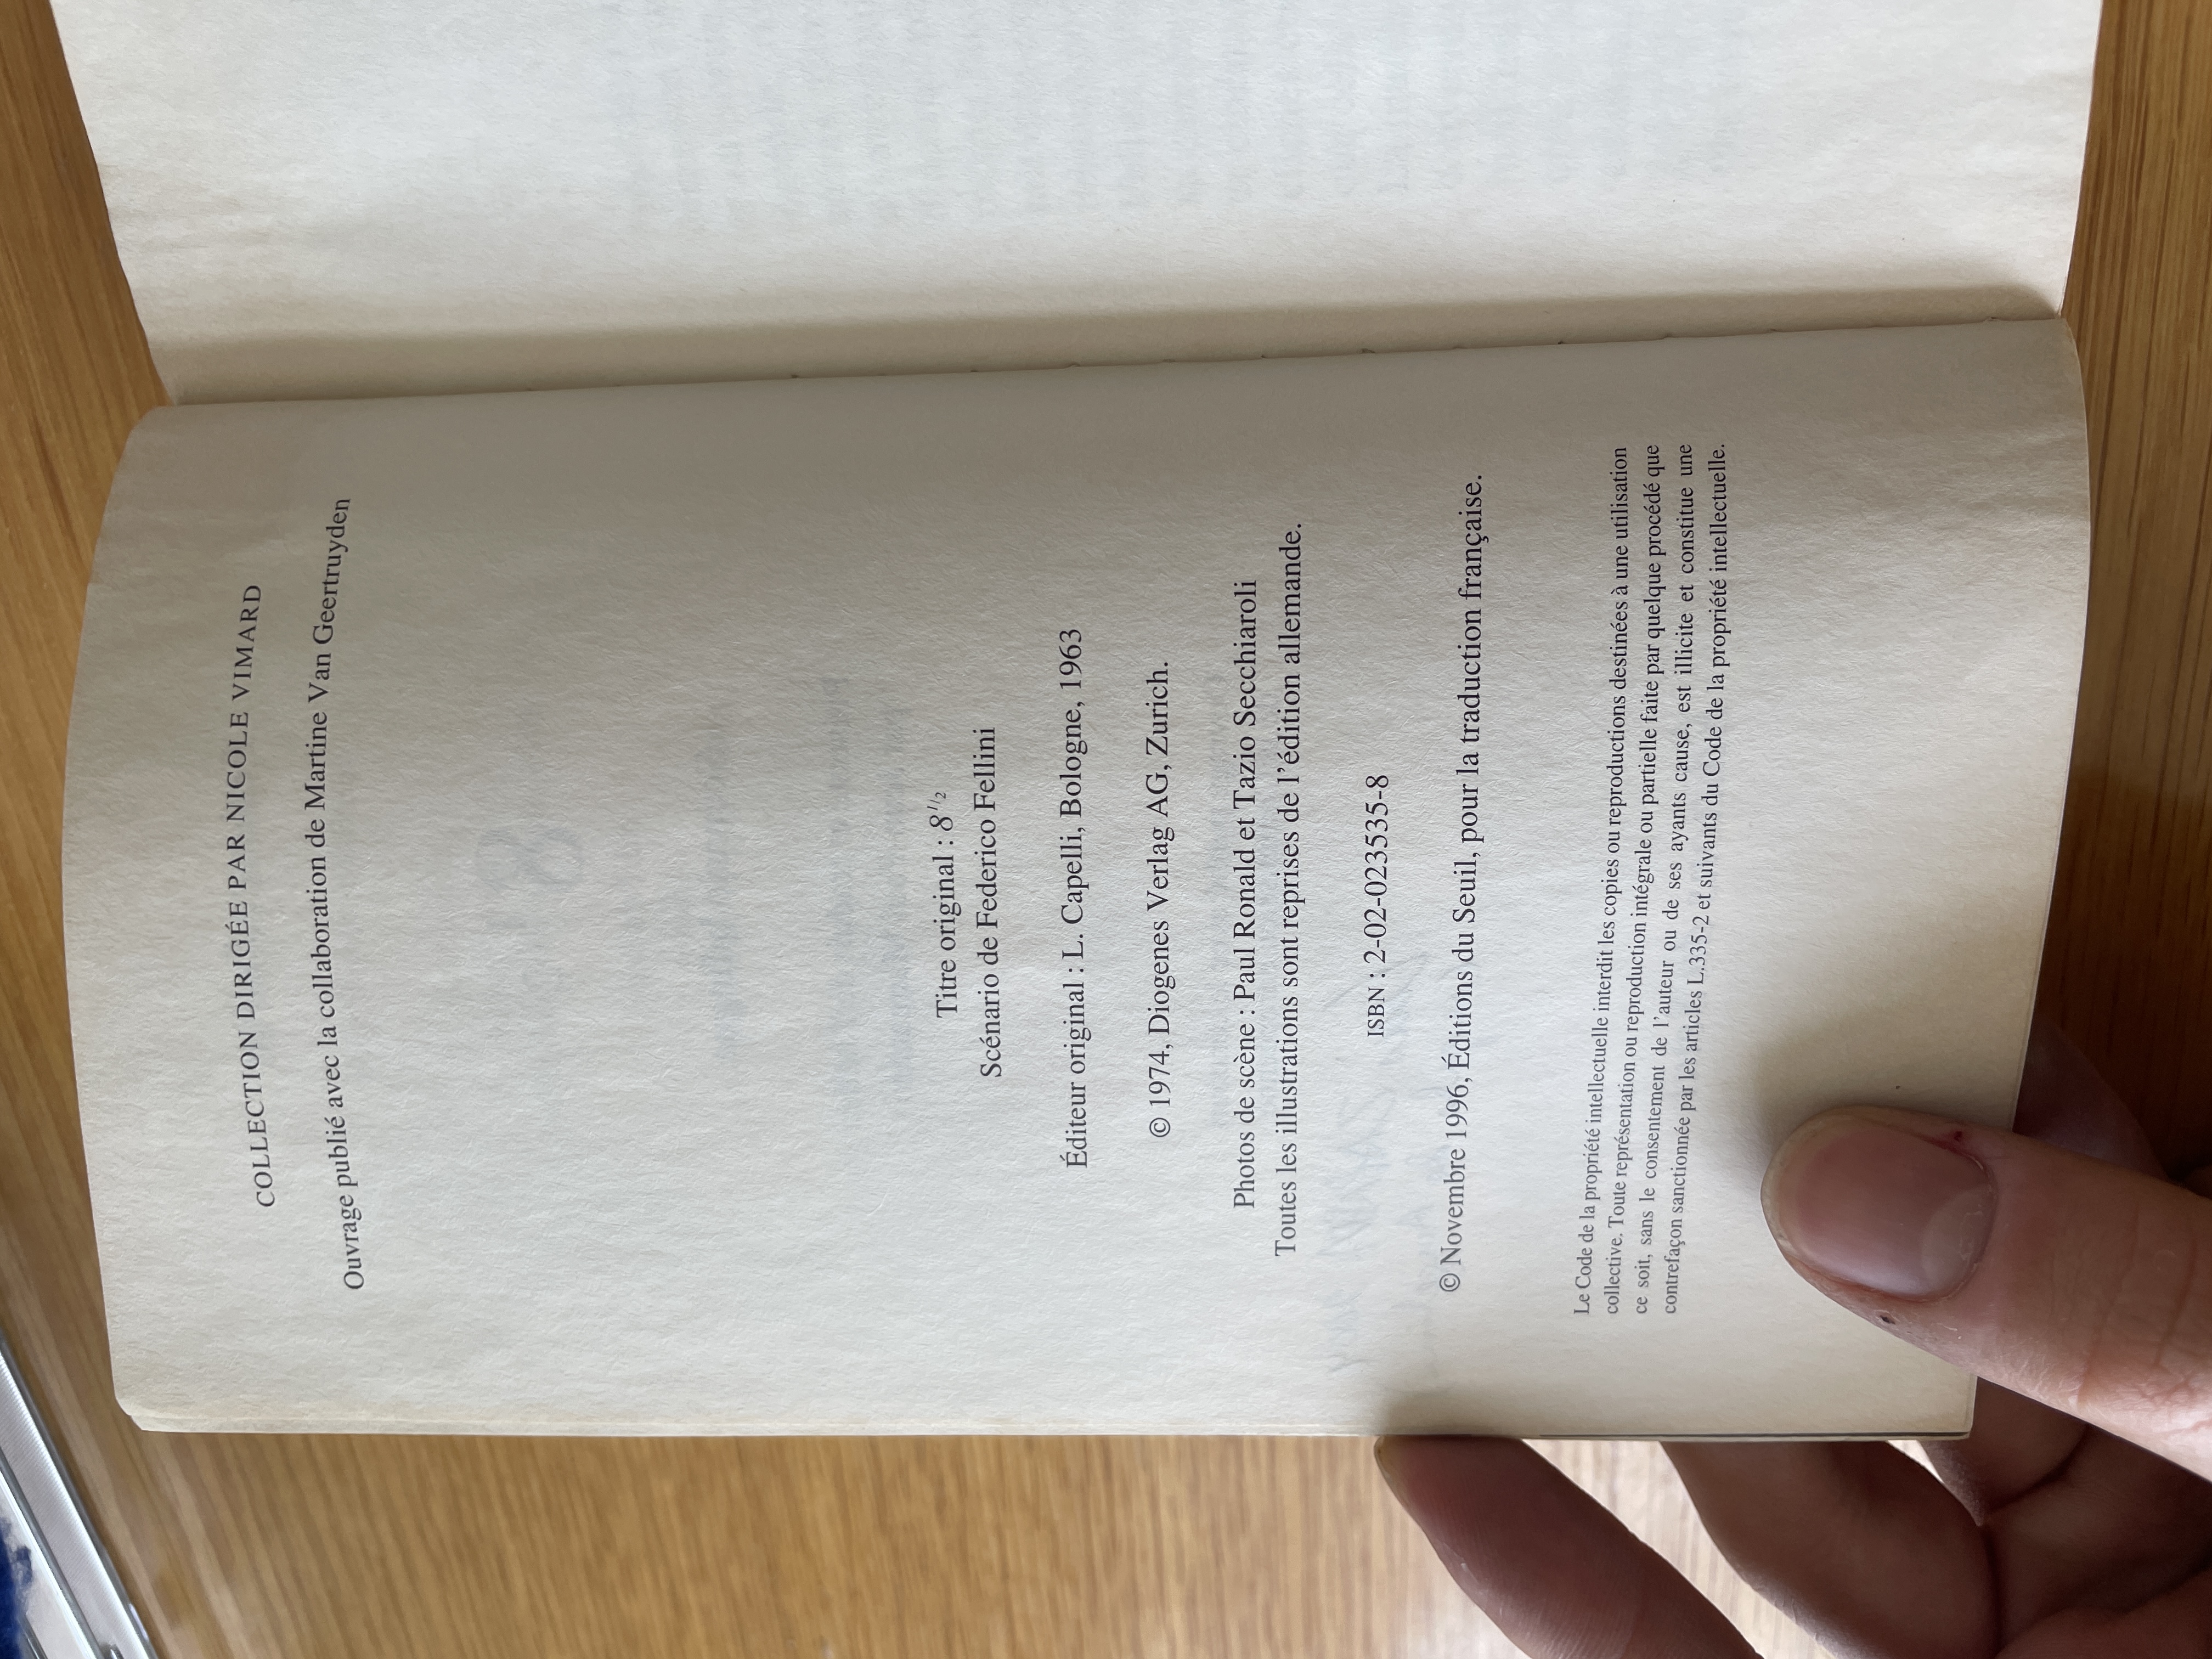 COLLECTION DIRIGÉE PAR NICOLE VIMARD
Ouvrage publié avec la collaboration de Martine Van Geertruyden
Titre original : 8 1/2
Scénario de Federico Fellini
Éditeur original : L. Capelli, Bologne, 1963
© 1974, Diogenes Verlag AG, Zurich.
Photos de scène : Paul Ronald et Tazio Secchiaroli
Toutes les illustrations sont reprises de l’édition allemande.
ISBN : 2-02-023535-8
© Novembre 1996, Éditions du Seuil, pour la traduction française.
Le Code de la propriété intellectuelle interdit les copies ou reproductions destinées à une utilisation
collective. Toute représentation ou reproduction intégrale ou partielle faite par quelque procédé que
ce soit, sans le consentement de l’auteur ou de ses ayants cause, est illicite et constitue une
contrefaçon sanctionnée par les articles L.335-2 et suivants du Code de la propriété intellectuelle.